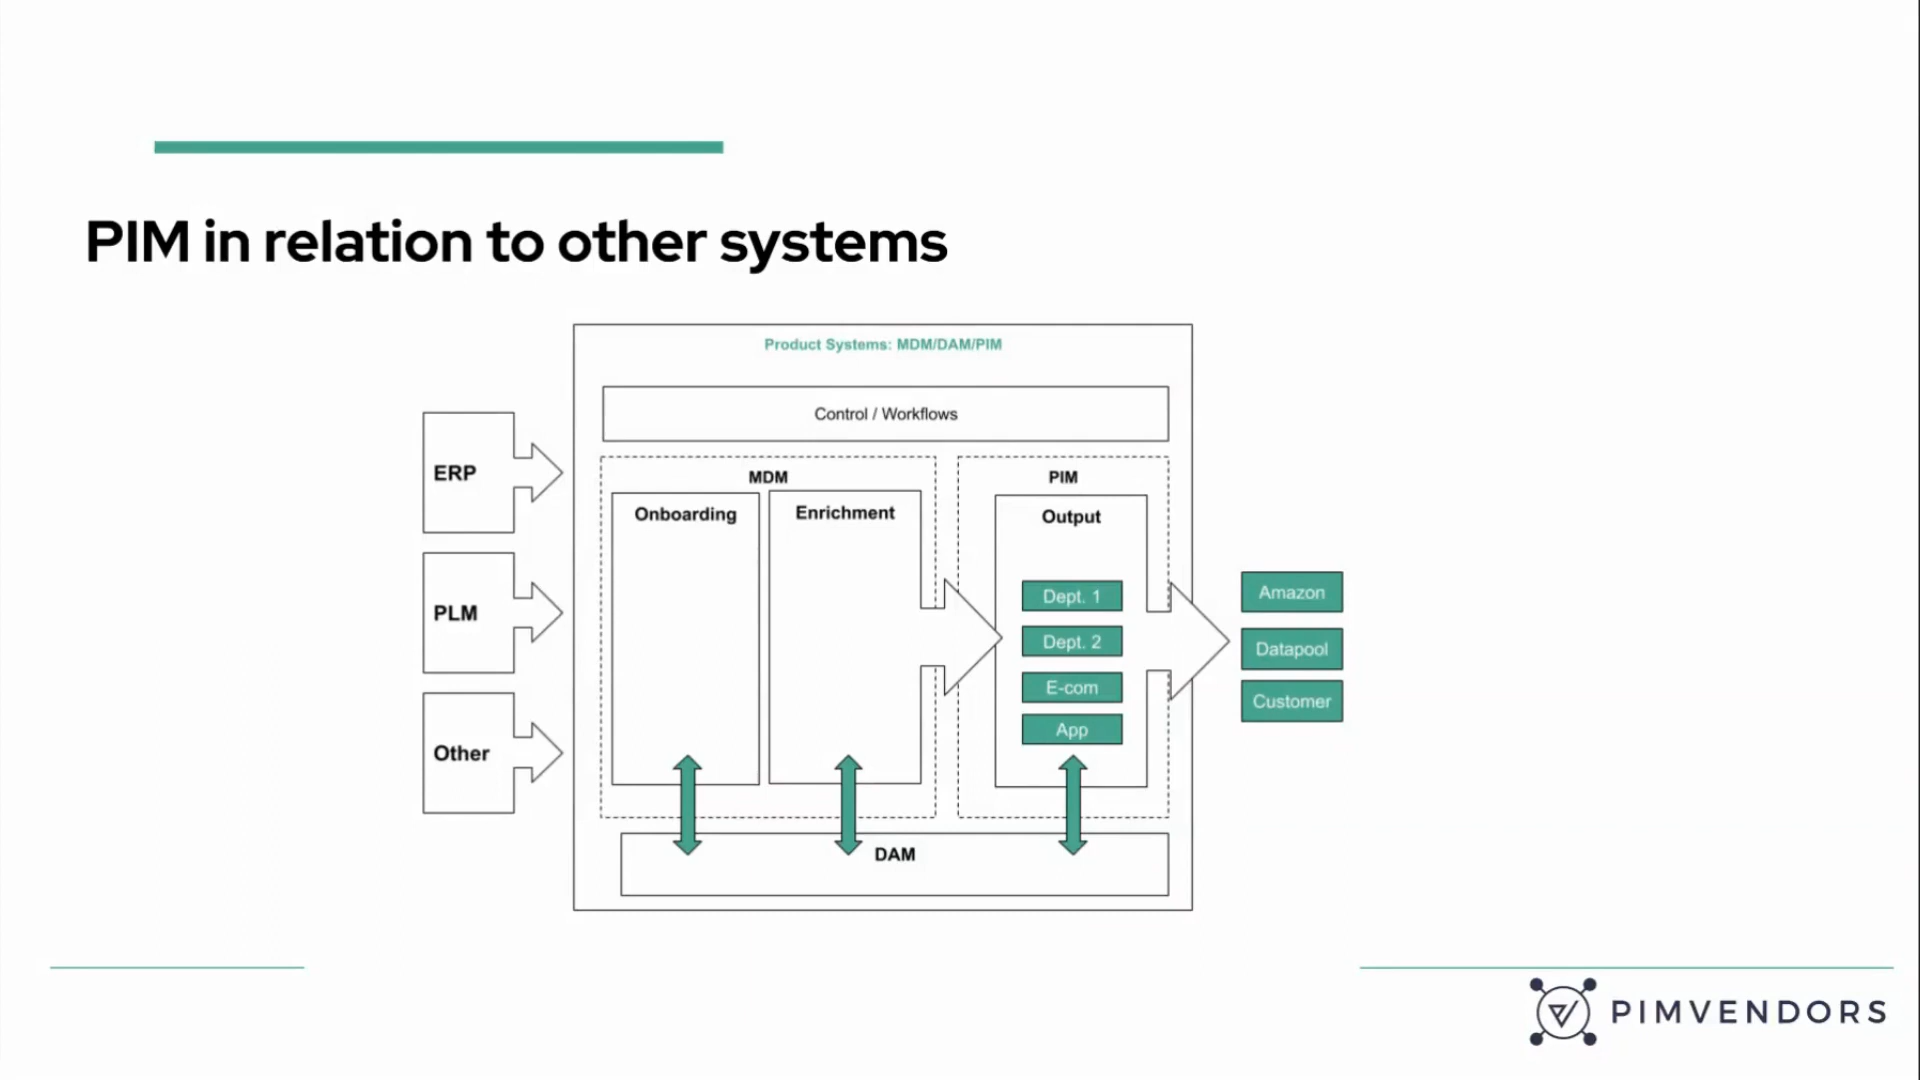 PIM in relation to other systems
Product Systems: MDM/DAM/PIM
Control / Workflows
ERP
PLM
Other
MDM
Onboarding
Enrichment
PIM
Output
Dept. 1
Dept. 2
E-com
App
DAM
Amazon
Datapool
Customer
PIMVENDORS